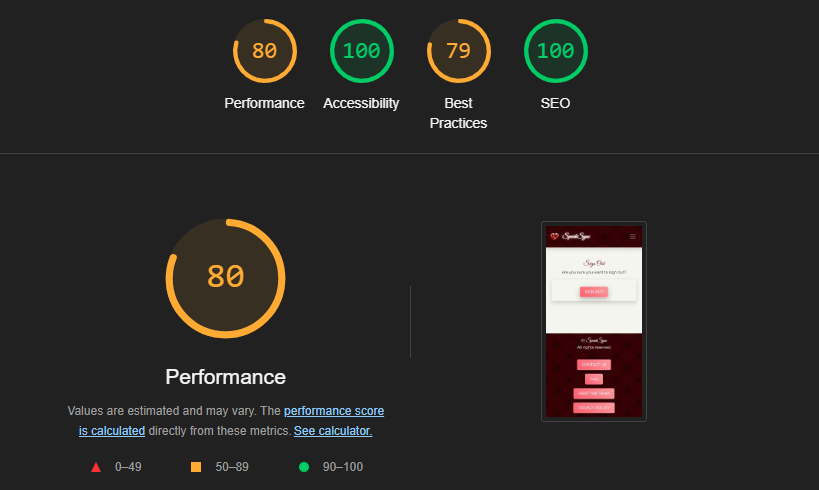 80 100 79 100
Performance Accessibility Best Practices SEO
80
Performance
Values are estimated and may vary. The performance score
is calculated directly from these metrics. See calculator.
0–49 50–89 90–100
SparkSync
Sign Out
Are you sure you want to sign out?
SIGN OUT
© SparkSync
All rights reserved.
CONTACT US
FAQ
MEET THE TEAM